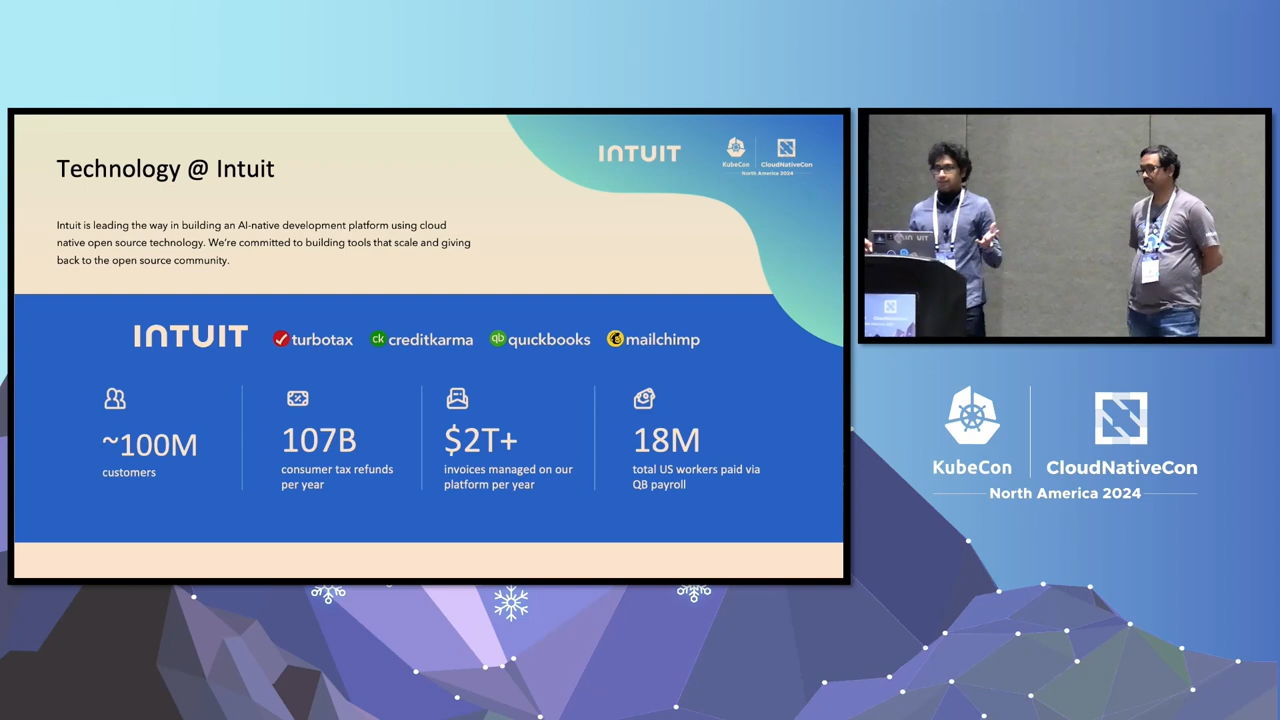 Technology @ Intuit
INTUIT
KubeCon
CloudNativeCon
North America 2024
Intuit is leading the way in building an AI-native development platform using cloud
native open source technology. We're committed to building tools that scale and giving
back to the open source community.
INTUIT
turbotax
ck creditkarma
qb quickbooks
mailchimp
~100M
customers
107B
consumer tax refunds
per year
$2T+
invoices managed on our
platform per year
18M
total US workers paid via
QB payroll
INTUIT
CloudNativeCon
KubeCon
CloudNativeCon
North America 2024